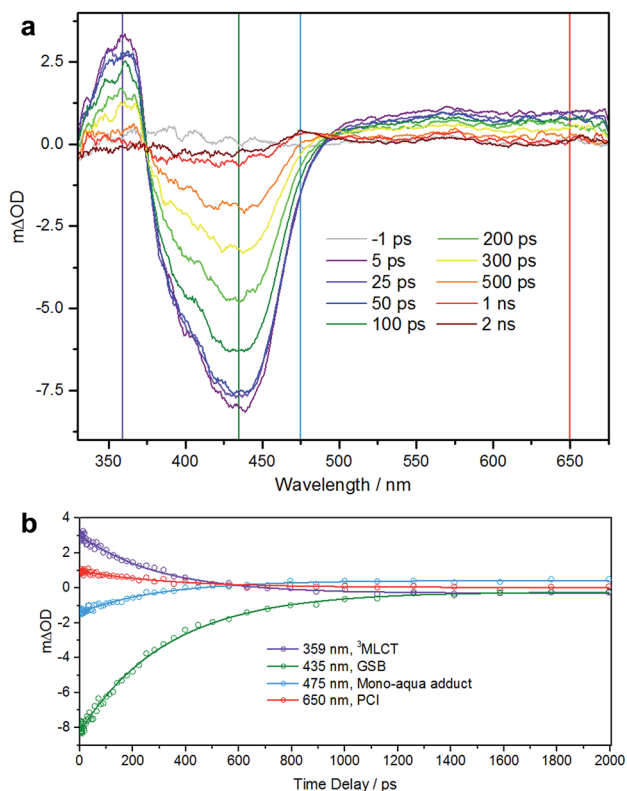 a
2.5
0.0
-2.5
-5.0
-7.5
mΔOD
-1 ps
200 ps
5 ps
300 ps
25 ps
500 ps
50 ps
1 ns
100 ps
2 ns
350 400 450 500 550 600 650
Wavelength / nm
b
4
2
0
-2
-4
-6
-8
mΔOD
359 nm, ³MLCT
435 nm, GSB
475 nm, Mono-aqua adduct
650 nm, PCI
0 200 400 600 800 1000 1200 1400 1600 1800 2000
Time Delay / ps